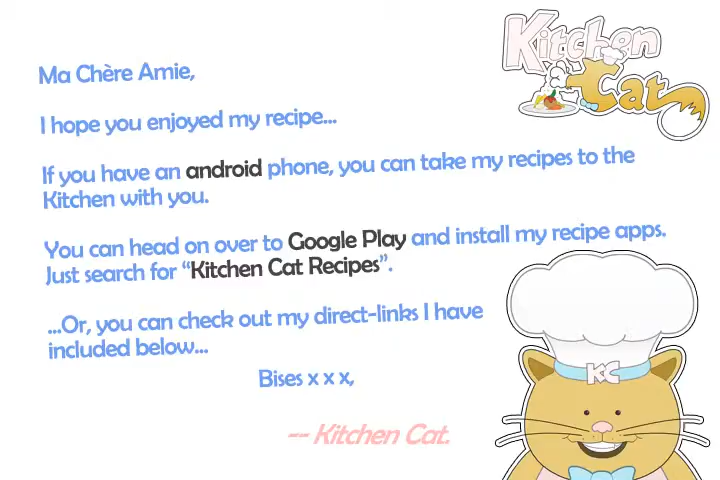 Kitchen
Cat
Ma Chère Amie,
I hope you enjoyed my recipe...
If you have an android phone, you can take my recipes to the
Kitchen with you.
You can head on over to Google Play and install my recipe apps.
Just search for “Kitchen Cat Recipes”.
...Or, you can check out my direct-links I have
included below...
Bises x x x,
-- Kitchen Cat.
KC